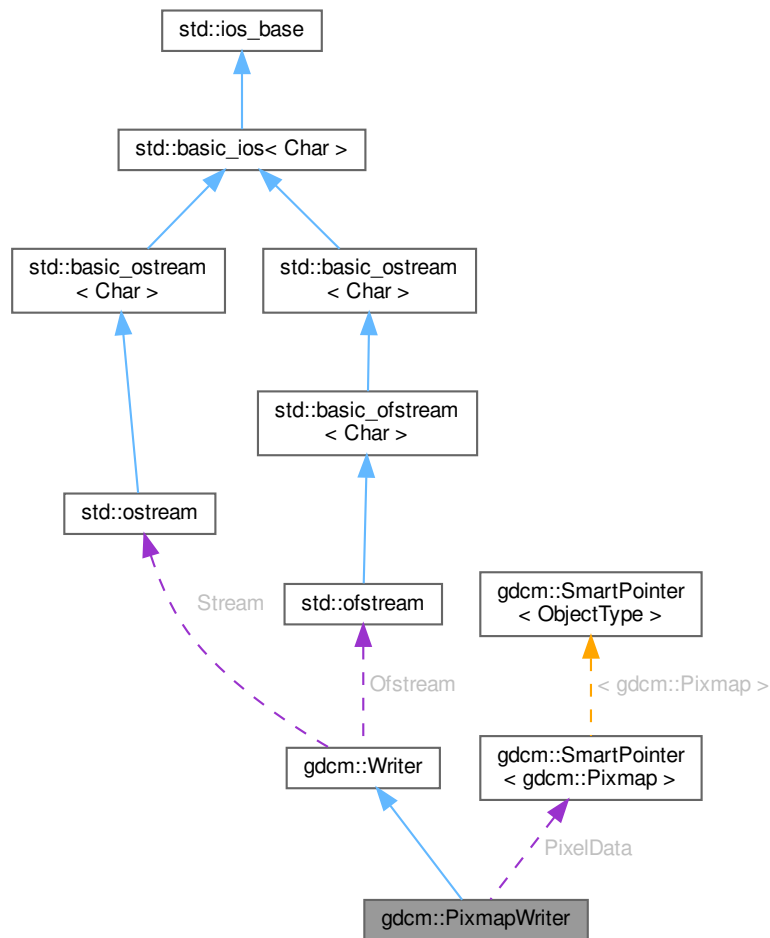 std::ios_base
std::basic_ios< Char >
std::basic_ostream
< Char >
std::basic_ostream
< Char >
std::basic_ofstream
< Char >
std::ostream
std::ofstream
gdcm::SmartPointer
< ObjectType >
Stream
Ofstream
< gdcm::Pixmap >
gdcm::Writer
gdcm::SmartPointer
< gdcm::Pixmap >
PixelData
gdcm::PixmapWriter